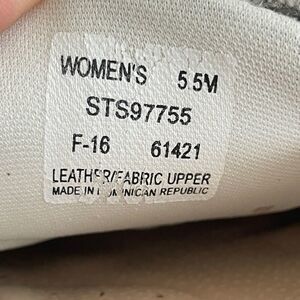 WOMEN'S 5.5M
STS97755
F-16 61421
LEATHER/FABRIC UPPER
MADE IN DOMINICAN REPUBLIC